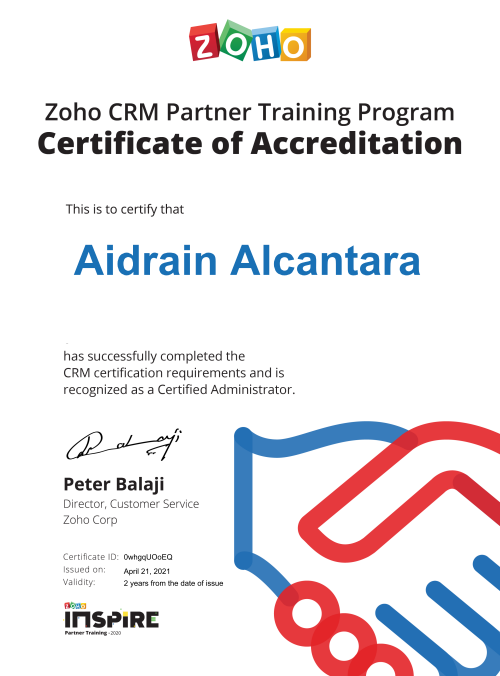 ZOHO
Zoho CRM Partner Training Program
Certificate of Accreditation
This is to certify that
Aidrain Alcantara
has successfully completed the
CRM certification requirements and is
recognized as a Certified Administrator.
Peter Balaji
Director, Customer Service
Zoho Corp
Certificate ID: 0whgqUOoEQ
Issued on: April 21, 2021
Validity: 2 years from the date of issue
ZOHO
INSPIRE
Partner Training -2020